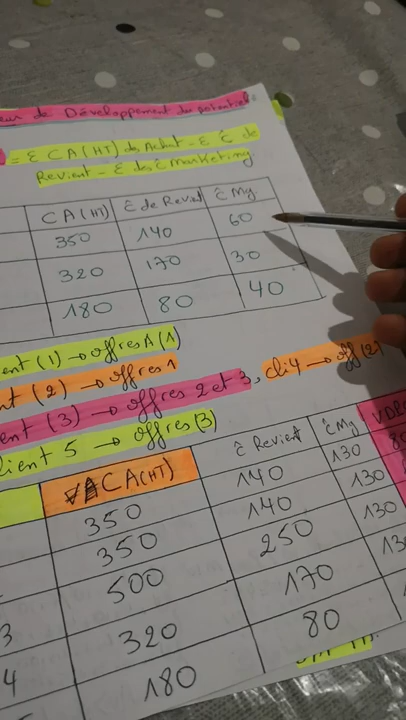 de Développement du potentiel:
= Σ CA(HT) des Achat - Σ C̄ de
Revient - Σ des C̄ marketing.
CA(HT) C̄ de Revient C̄ Mg.
350 140 60
320 170 30
180 80 40
ent (1) → offres A(1)
nt (2) → offres 1
ent (3) → offres 2 et 3, cli 4 → off (2)
lient 5 → offres (3)
CA(HT) C̄ Revient C̄ Mg
350 140 130
350 140 130
500 250 130
3 320 170
4 180 80